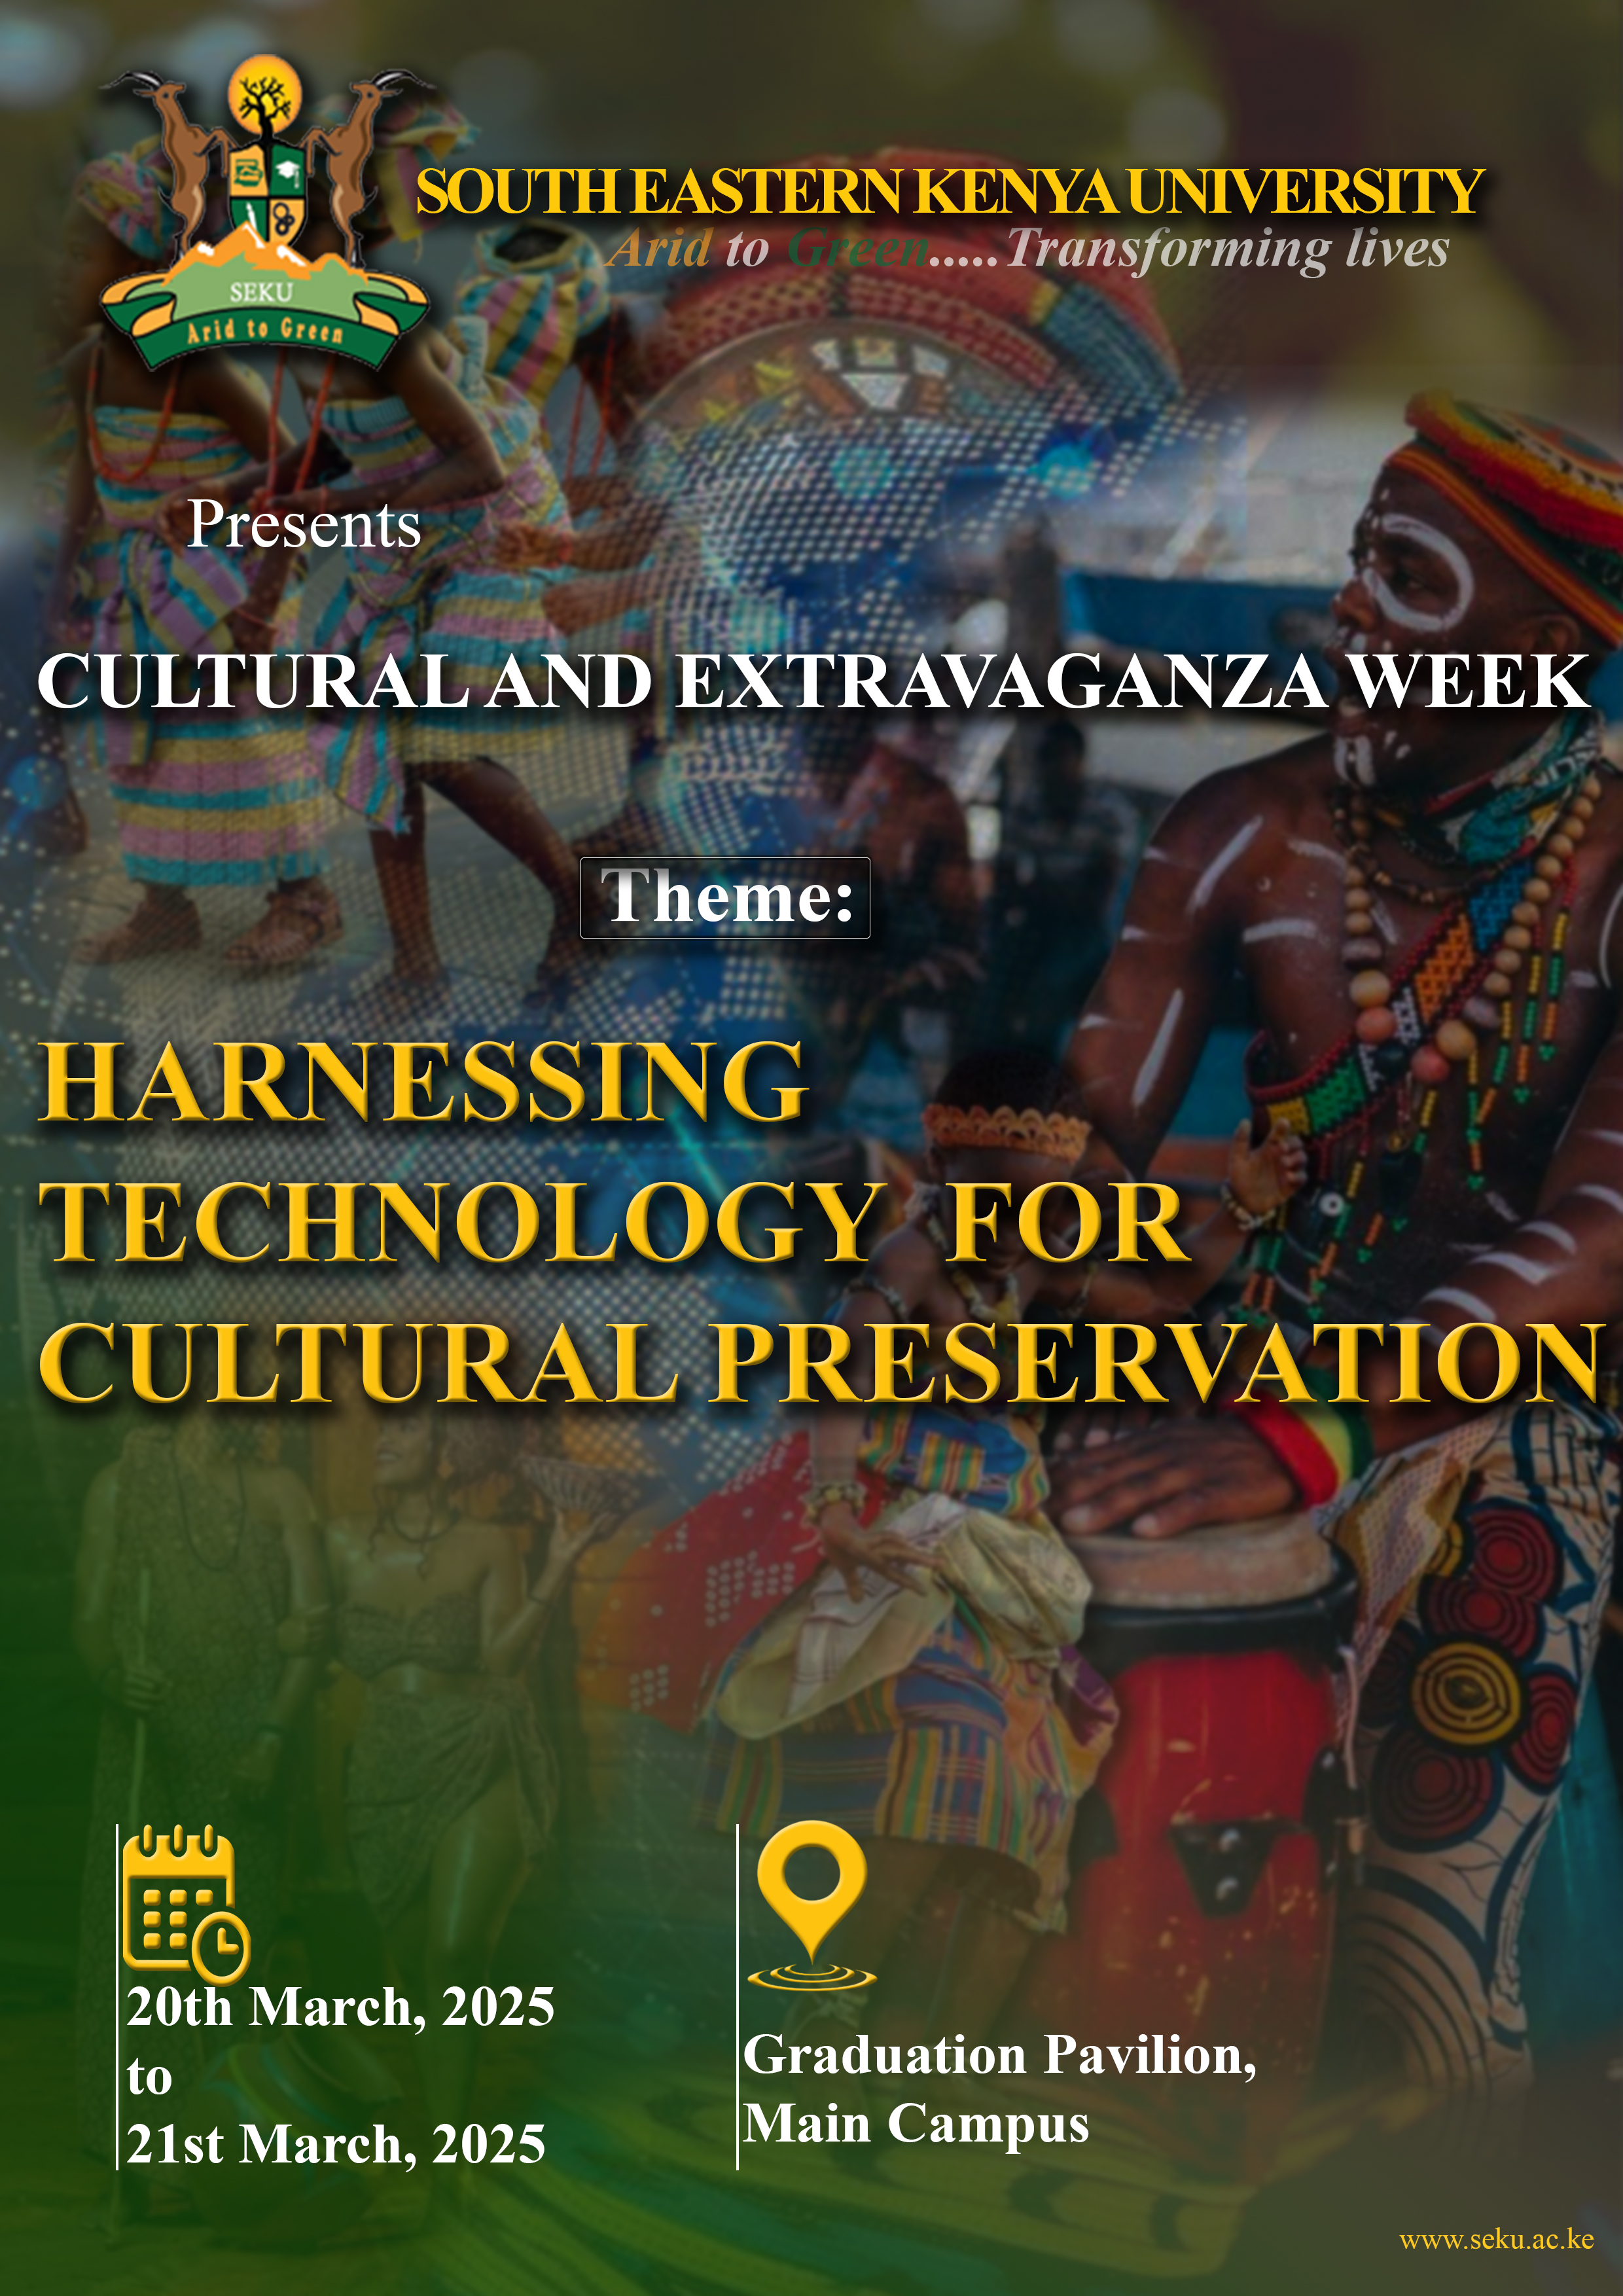 SEKU
Arid to Green
SOUTH EASTERN KENYA UNIVERSITY
Arid to Green.....Transforming lives
Presents
CULTURAL AND EXTRAVAGANZA WEEK
Theme:
HARNESSING
TECHNOLOGY FOR
CULTURAL PRESERVATION
20th March, 2025
to
21st March, 2025
Graduation Pavilion,
Main Campus
www.seku.ac.ke